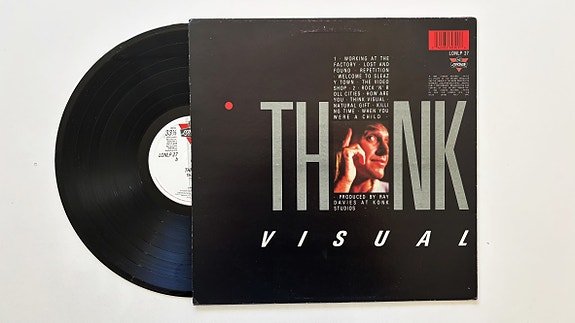 1 · WORKING AT THE
FACTORY · LOST AND
FOUND · REPETITION
· WELCOME TO SLEAZ
Y TOWN · THE VIDEO
SHOP · 2 · ROCK 'N' R
OLL CITIES · HOW ARE
YOU · THINK VISUAL ·
NATURAL GIFT · KILLI
NG TIME · WHEN YOU
WERE A CHILD ·
LONLP 27
33⅓
LONLP 27
TH NK
· PRODUCED BY RAY
DAVIES AT KONK
STUDIOS
VISUAL